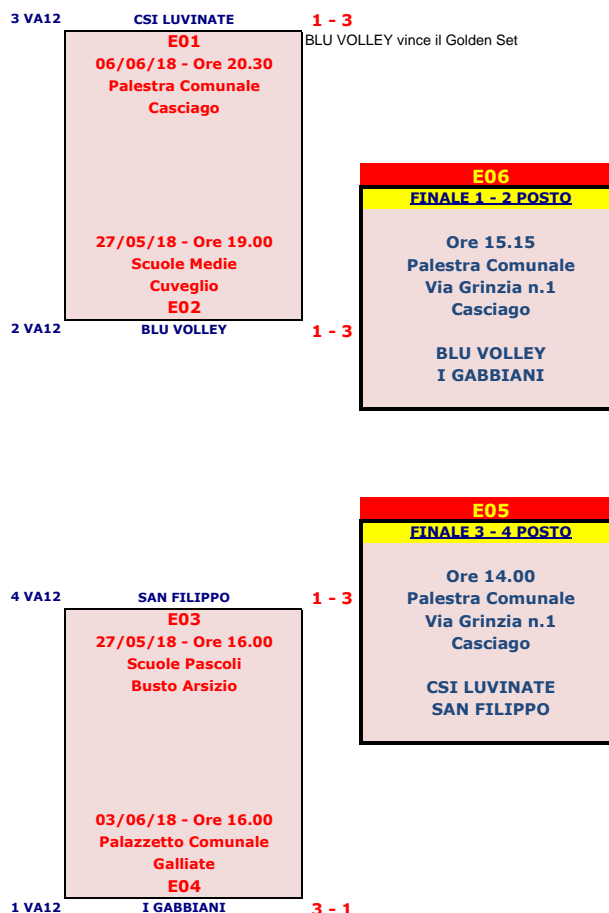 3 VA12 CSI LUVINATE 1 - 3
E01 BLU VOLLEY vince il Golden Set
06/06/18 - Ore 20.30
Palestra Comunale
Casciago
27/05/18 - Ore 19.00
Scuole Medie
Cuveglio
E02
2 VA12 BLU VOLLEY 1 - 3
E06
FINALE 1 - 2 POSTO
Ore 15.15
Palestra Comunale
Via Grinzia n.1
Casciago
BLU VOLLEY
I GABBIANI
E05
FINALE 3 - 4 POSTO
Ore 14.00
Palestra Comunale
Via Grinzia n.1
Casciago
CSI LUVINATE
SAN FILIPPO
4 VA12 SAN FILIPPO 1 - 3
E03
27/05/18 - Ore 16.00
Scuole Pascoli
Busto Arsizio
03/06/18 - Ore 16.00
Palazzetto Comunale
Galliate
E04
1 VA12 I GABBIANI 3 - 1